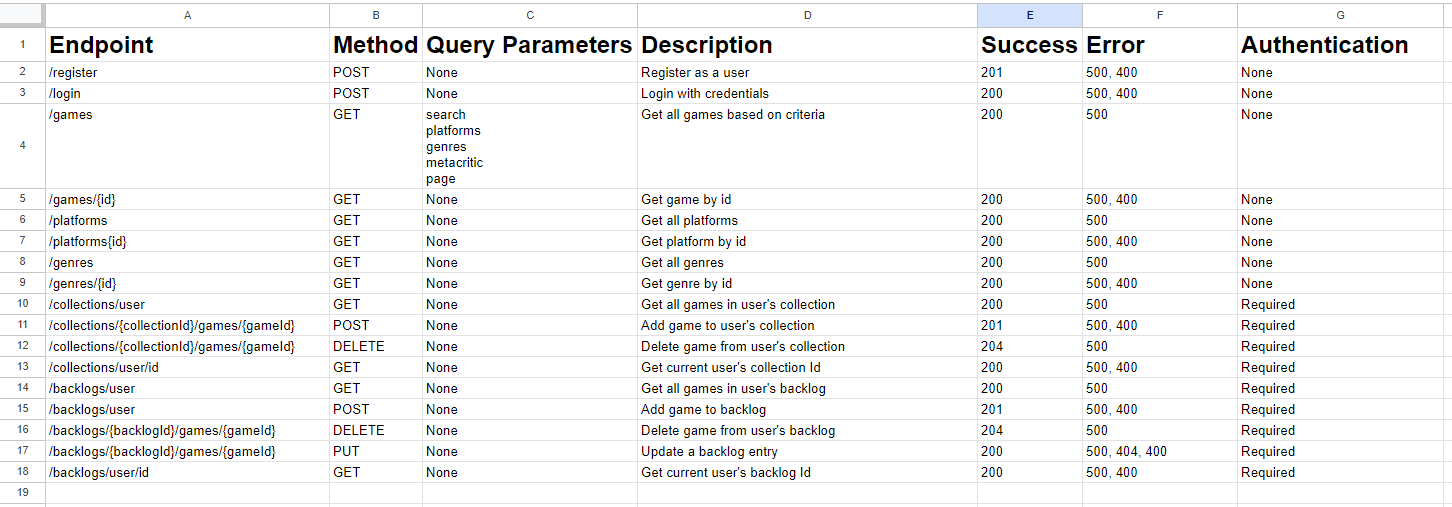 A B C D E F G
1 Endpoint Method Query Parameters Description Success Error Authentication
2 /register POST None Register as a user 201 500, 400 None
3 /login POST None Login with credentials 200 500, 400 None
4 /games GET search Get all games based on criteria 200 500 None
platforms
genres
metacritic
page
5 /games/{id} GET None Get game by id 200 500, 400 None
6 /platforms GET None Get all platforms 200 500 None
7 /platforms{id} GET None Get platform by id 200 500, 400 None
8 /genres GET None Get all genres 200 500 None
9 /genres/{id} GET None Get genre by id 200 500, 400 None
10 /collections/user GET None Get all games in user's collection 200 500 Required
11 /collections/{collectionId}/games/{gameId} POST None Add game to user's collection 201 500, 400 Required
12 /collections/{collectionId}/games/{gameId} DELETE None Delete game from user's collection 204 500 Required
13 /collections/user/id GET None Get current user's collection Id 200 500, 400 Required
14 /backlogs/user GET None Get all games in user's backlog 200 500 Required
15 /backlogs/user POST None Add game to backlog 201 500, 400 Required
16 /backlogs/{backlogId}/games/{gameId} DELETE None Delete game from user's backlog 204 500 Required
17 /backlogs/{backlogId}/games/{gameId} PUT None Update a backlog entry 200 500, 404, 400 Required
18 /backlogs/user/id GET None Get current user's backlog Id 200 500, 400 Required
19